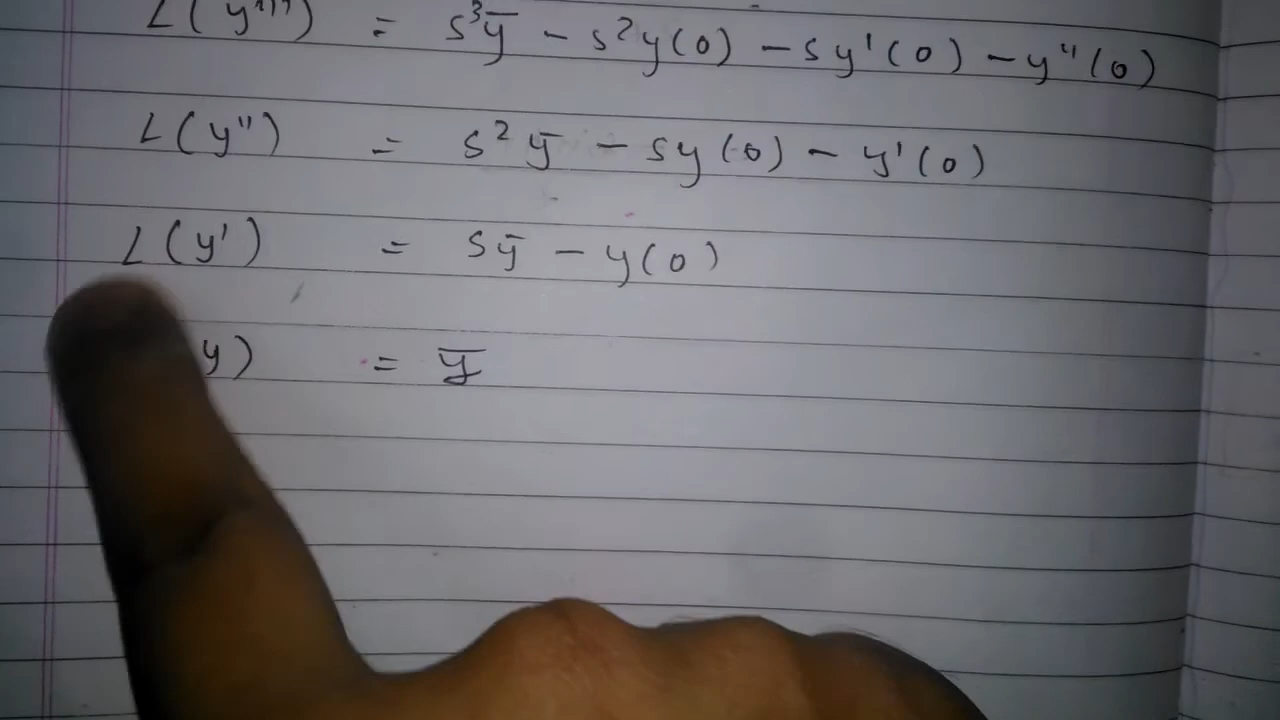 L(y''') = s³ȳ - s²y(0) - sy'(0) - y''(0)
L(y'') = s²ȳ - sy(0) - y'(0)
L(y') = sȳ - y(0)
y) = ȳ